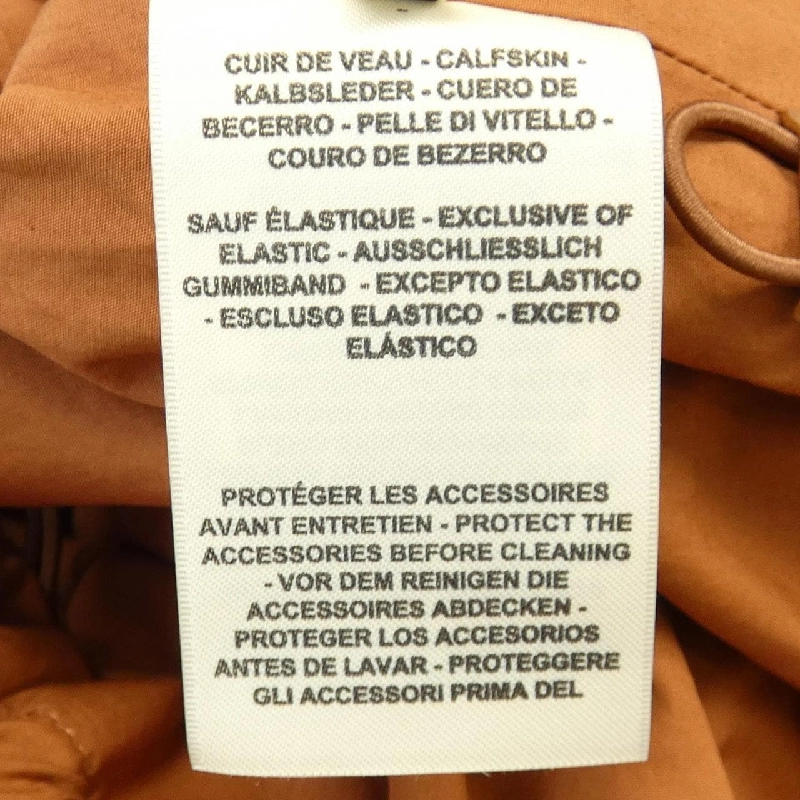 CUIR DE VEAU - CALFSKIN -
KALBSLEDER - CUERO DE
BECERRO - PELLE DI VITELLO -
COURO DE BEZERRO
SAUF ÉLASTIQUE - EXCLUSIVE OF
ELASTIC - AUSSCHLIESSLICH
GUMMIBAND - EXCEPTO ELASTICO
- ESCLUSO ELASTICO - EXCETO
ELÁSTICO
PROTÉGER LES ACCESSOIRES
AVANT ENTRETIEN - PROTECT THE
ACCESSORIES BEFORE CLEANING
- VOR DEM REINIGEN DIE
ACCESSOIRES ABDECKEN -
PROTEGER LOS ACCESORIOS
ANTES DE LAVAR - PROTEGGERE
GLI ACCESSORI PRIMA DEL